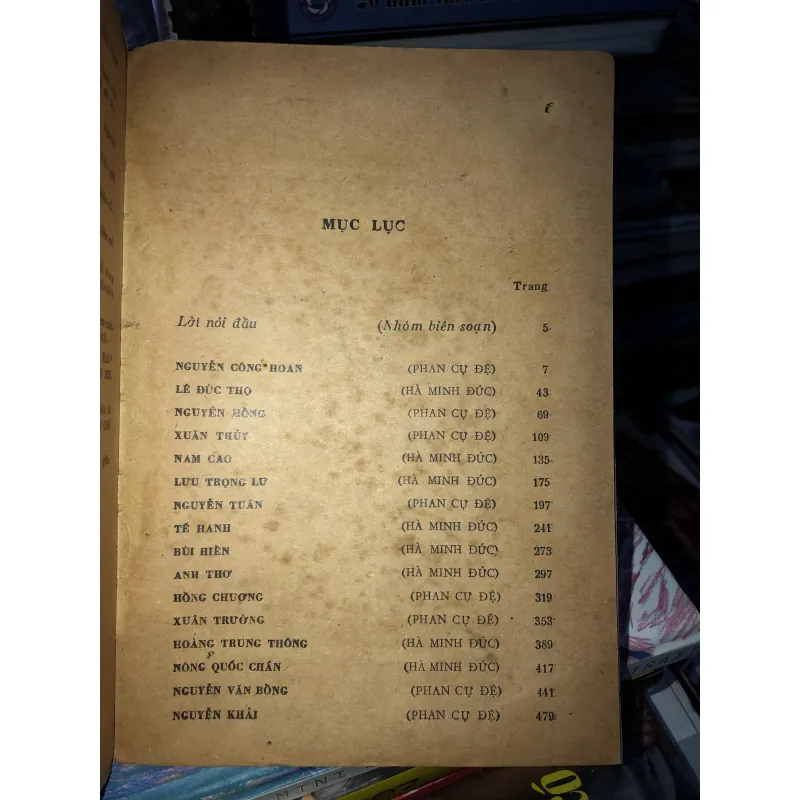 MỤC LỤC
Trang
Lời nói đầu (Nhóm biên soạn) 5
NGUYỄN CÔNG HOAN (PHAN CỰ ĐỆ) 7
LÊ ĐỨC THỌ (HÀ MINH ĐỨC) 43
NGUYÊN HỒNG (PHAN CỰ ĐỆ) 69
XUÂN THỦY (PHAN CỰ ĐỆ) 109
NAM CAO (HÀ MINH ĐỨC) 135
LƯU TRỌNG LƯ (HÀ MINH ĐỨC) 175
NGUYỄN TUÂN (PHAN CỰ ĐỆ) 197
TẾ HANH (HÀ MINH ĐỨC) 241
BÙI HIỂN (HÀ MINH ĐỨC) 273
ANH THƠ (HÀ MINH ĐỨC) 297
HỒNG CHƯƠNG (PHAN CỰ ĐỆ) 319
XUÂN TRƯỜNG (PHAN CỰ ĐỆ) 353
HOÀNG TRUNG THÔNG (HÀ MINH ĐỨC) 389
NÔNG QUỐC CHẤN (HÀ MINH ĐỨC) 417
NGUYỄN VĂN BỔNG (PHAN CỰ ĐỆ) 441
NGUYỄN KHẢI (PHAN CỰ ĐỆ) 479